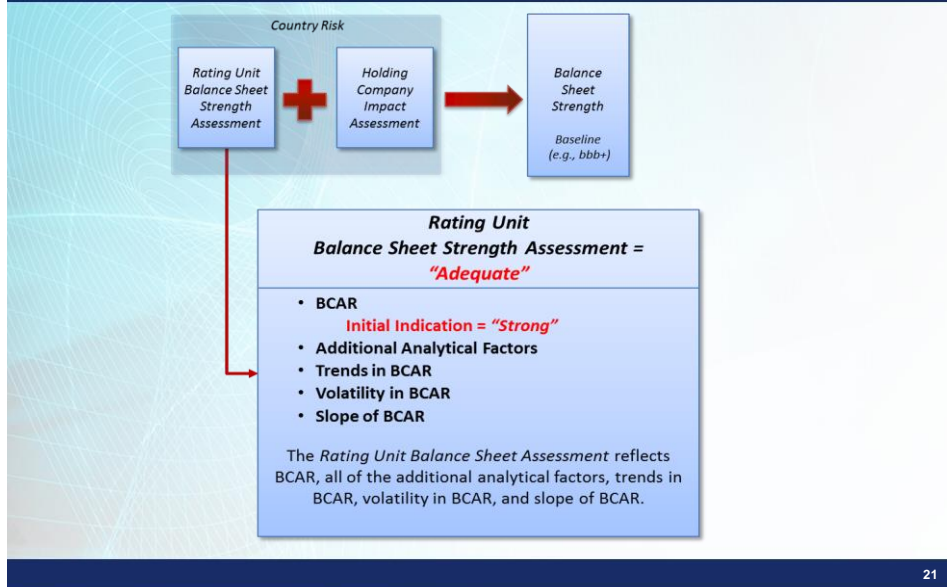 Country Risk
Rating Unit
Balance Sheet
Strength
Assessment
Holding
Company
Impact
Assessment
Balance
Sheet
Strength
Baseline
(e.g., bbb+)
Rating Unit
Balance Sheet Strength Assessment =
“Adequate”
• BCAR
Initial Indication = “Strong”
• Additional Analytical Factors
• Trends in BCAR
• Volatility in BCAR
• Slope of BCAR
The Rating Unit Balance Sheet Assessment reflects
BCAR, all of the additional analytical factors, trends in
BCAR, volatility in BCAR, and slope of BCAR.
21